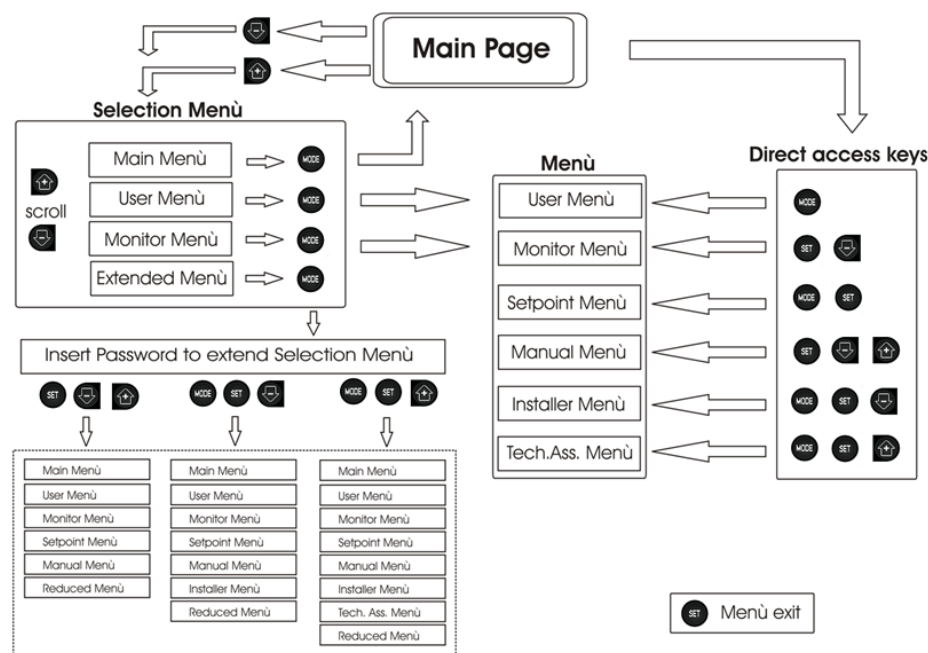 Main Page
Selection Menù
Main Menù
MODE
User Menù
MODE
scroll
Monitor Menù
MODE
Extended Menù
MODE
Insert Password to extend Selection Menù
SET
MODE SET
MODE SET
Main Menù
User Menù
Monitor Menù
Setpoint Menù
Manual Menù
Reduced Menù
Main Menù
User Menù
Monitor Menù
Setpoint Menù
Manual Menù
Installer Menù
Reduced Menù
Main Menù
User Menù
Monitor Menù
Setpoint Menù
Manual Menù
Installer Menù
Tech. Ass. Menù
Reduced Menù
Menù
User Menù
Monitor Menù
Setpoint Menù
Manual Menù
Installer Menù
Tech.Ass. Menù
Direct access keys
MODE
SET
MODE SET
SET
MODE SET
MODE SET
SET Menù exit